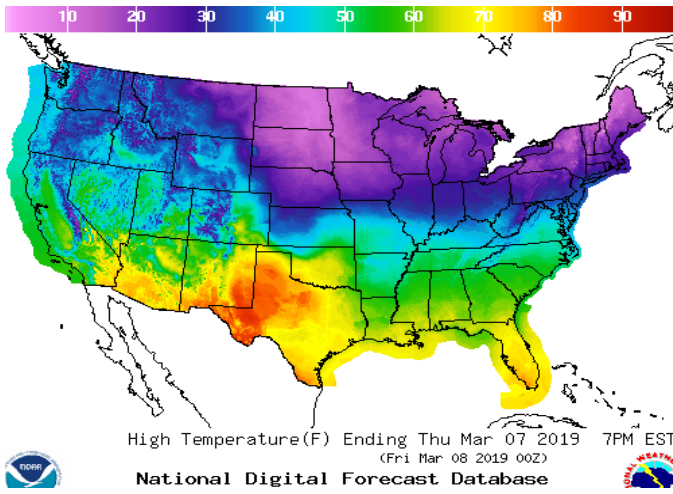 10 20 30 40 50 60 70 80 90
High Temperature(F) Ending Thu Mar 07 2019 7PM EST
(Fri Mar 08 2019 00Z)
National Digital Forecast Database
NOAA